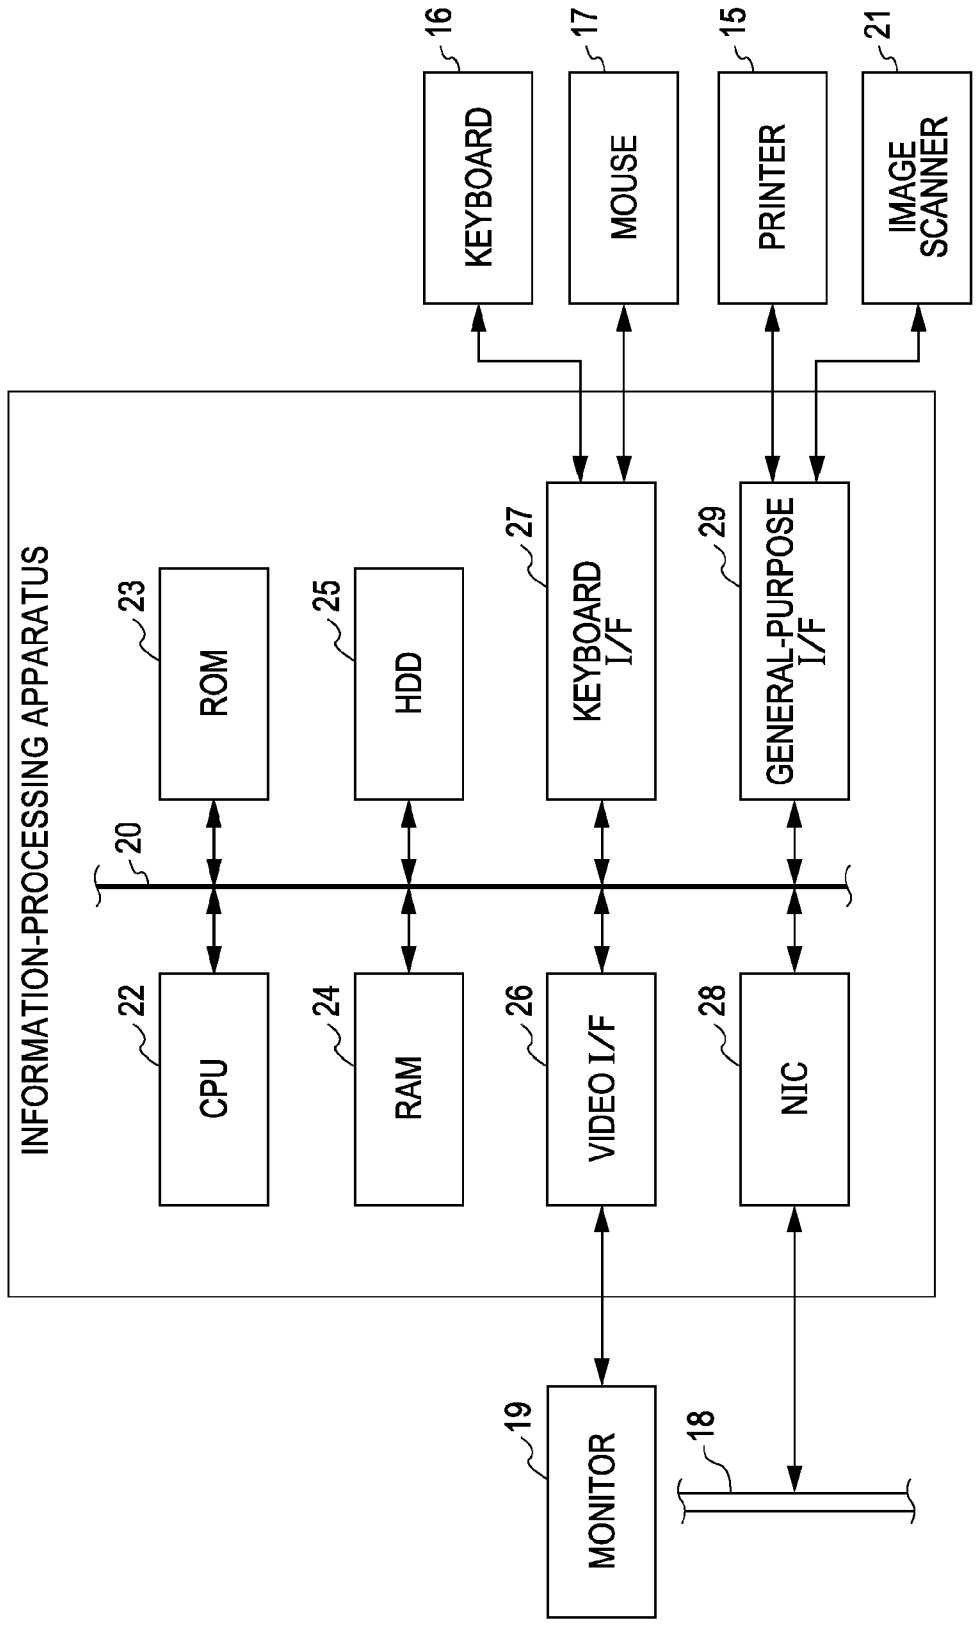 INFORMATION-PROCESSING APPARATUS
22
CPU
20
23
ROM
24
RAM
25
HDD
16
KEYBOARD
19
MONITOR
26
VIDEO I/F
27
KEYBOARD
I/F
17
MOUSE
18
28
NIC
29
GENERAL-PURPOSE
I/F
15
PRINTER
21
IMAGE
SCANNER